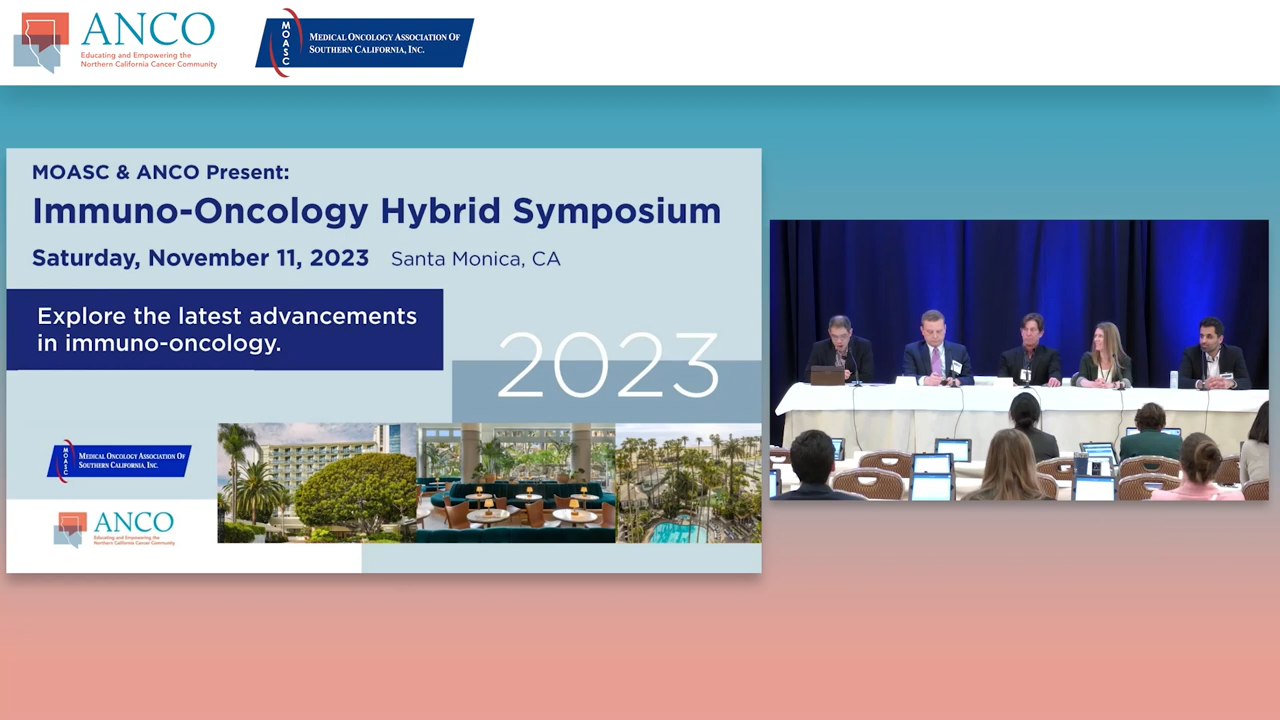 ANCO
Educating and Empowering the
Northern California Cancer Community
MOASC
MEDICAL ONCOLOGY ASSOCIATION OF
SOUTHERN CALIFORNIA, INC.
MOASC & ANCO Present:
Immuno-Oncology Hybrid Symposium
Saturday, November 11, 2023 Santa Monica, CA
Explore the latest advancements
in immuno-oncology.
2023
MOASC
MEDICAL ONCOLOGY ASSOCIATION OF
SOUTHERN CALIFORNIA, INC.
ANCO
Educating and Empowering the
Northern California Cancer Community